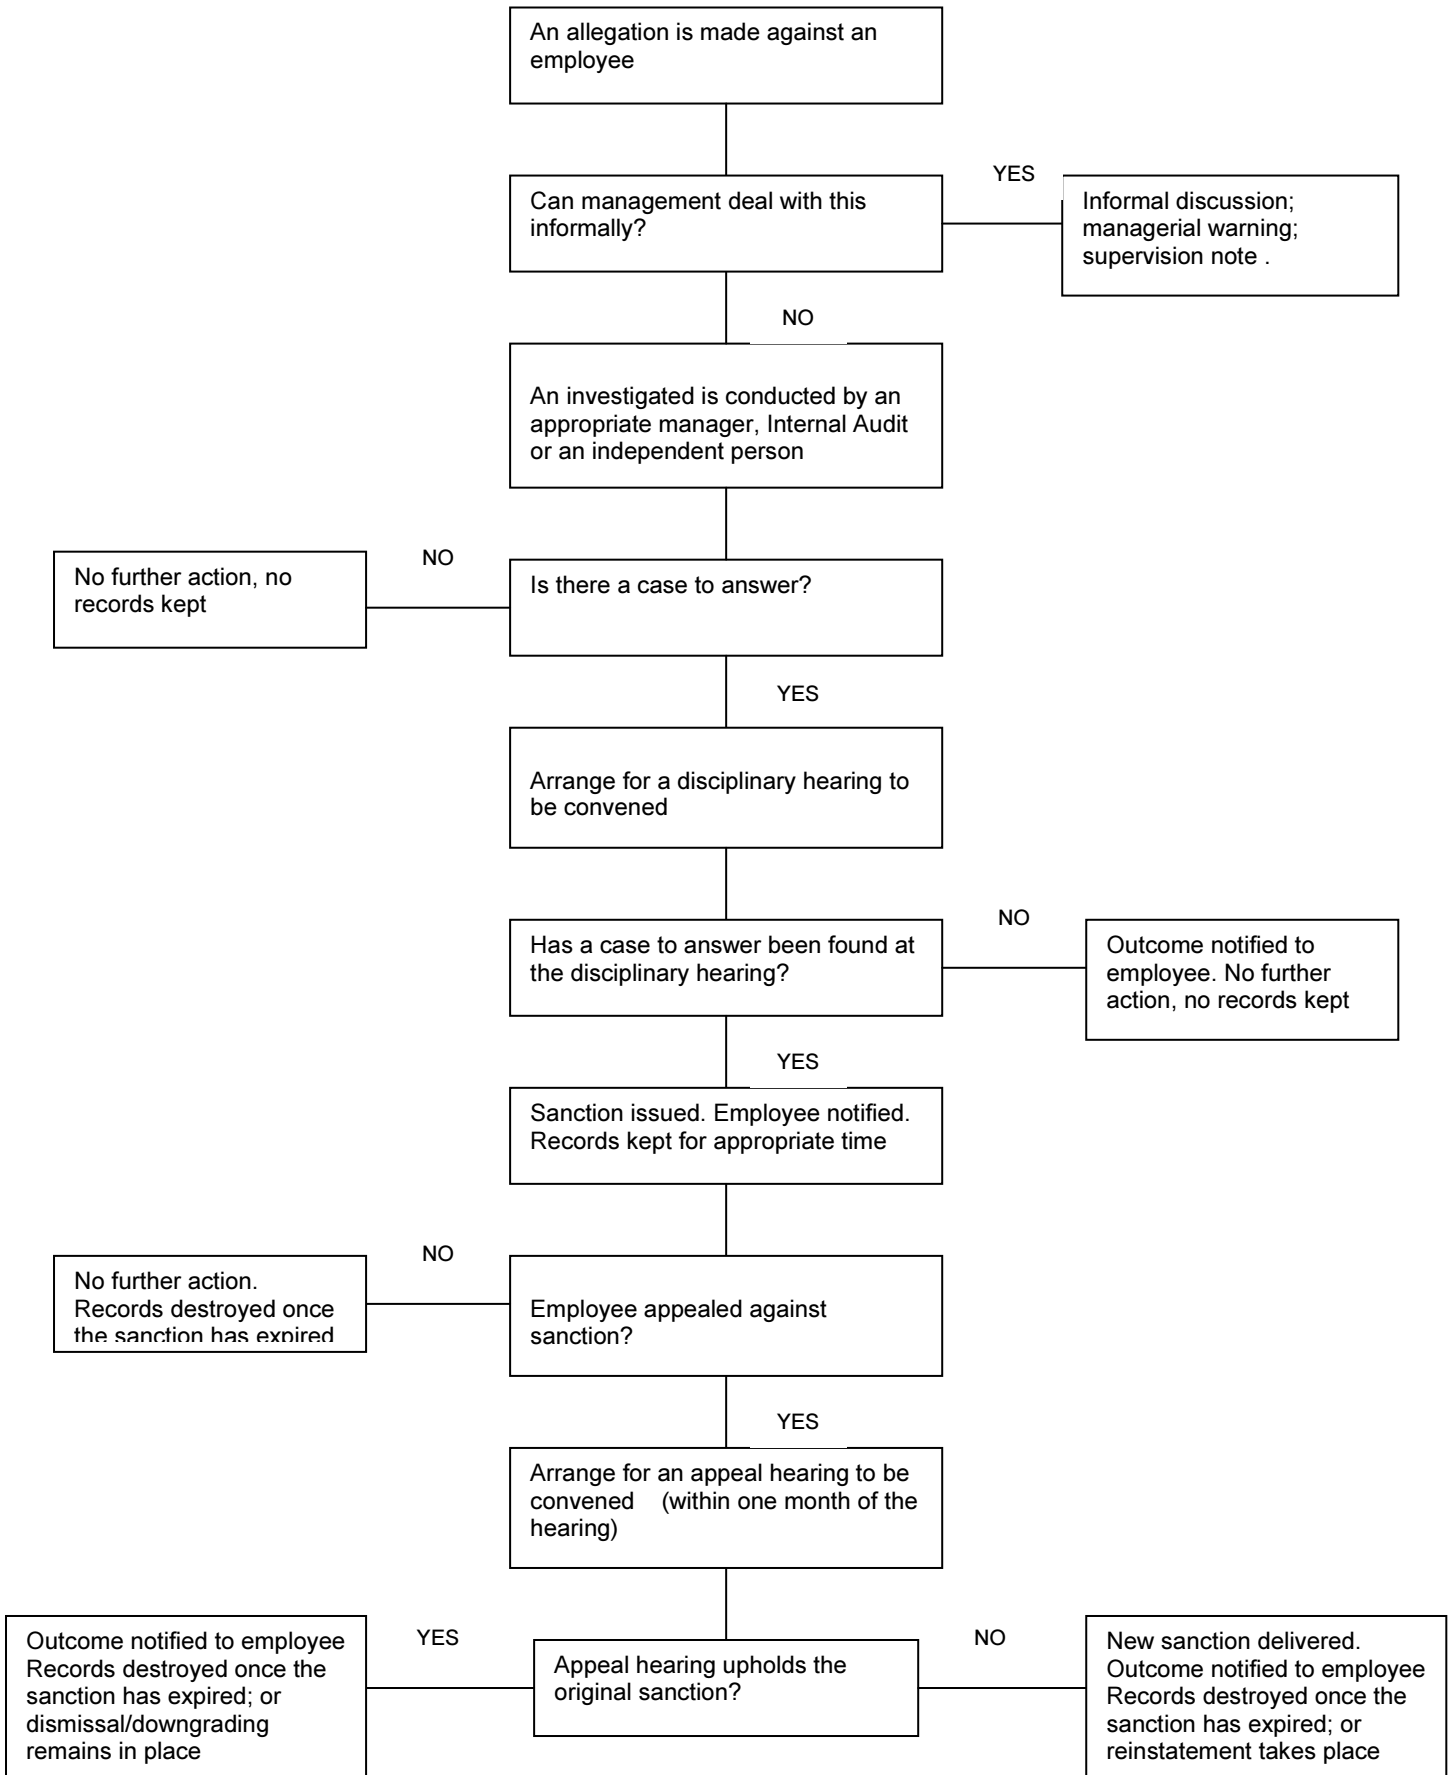 An allegation is made against an
employee
Can management deal with this
informally?
YES
Informal discussion;
managerial warning;
supervision note .
NO
An investigated is conducted by an
appropriate manager, Internal Audit
or an independent person
Is there a case to answer?
NO
No further action, no
records kept
YES
Arrange for a disciplinary hearing to
be convened
Has a case to answer been found at
the disciplinary hearing?
NO
Outcome notified to
employee. No further
action, no records kept
YES
Sanction issued. Employee notified.
Records kept for appropriate time
Employee appealed against
sanction?
NO
No further action.
Records destroyed once
the sanction has expired
YES
Arrange for an appeal hearing to be
convened (within one month of the
hearing)
Appeal hearing upholds the
original sanction?
YES
Outcome notified to employee
Records destroyed once the
sanction has expired; or
dismissal/downgrading
remains in place
NO
New sanction delivered.
Outcome notified to employee
Records destroyed once the
sanction has expired; or
reinstatement takes place